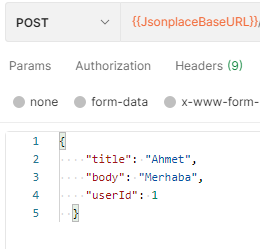 POST {{JsonplaceBaseURL}}/
Params Authorization Headers (9)
none form-data x-www-form-
1 {
2 "title": "Ahmet",
3 "body": "Merhaba",
4 "userId": 1
5 }